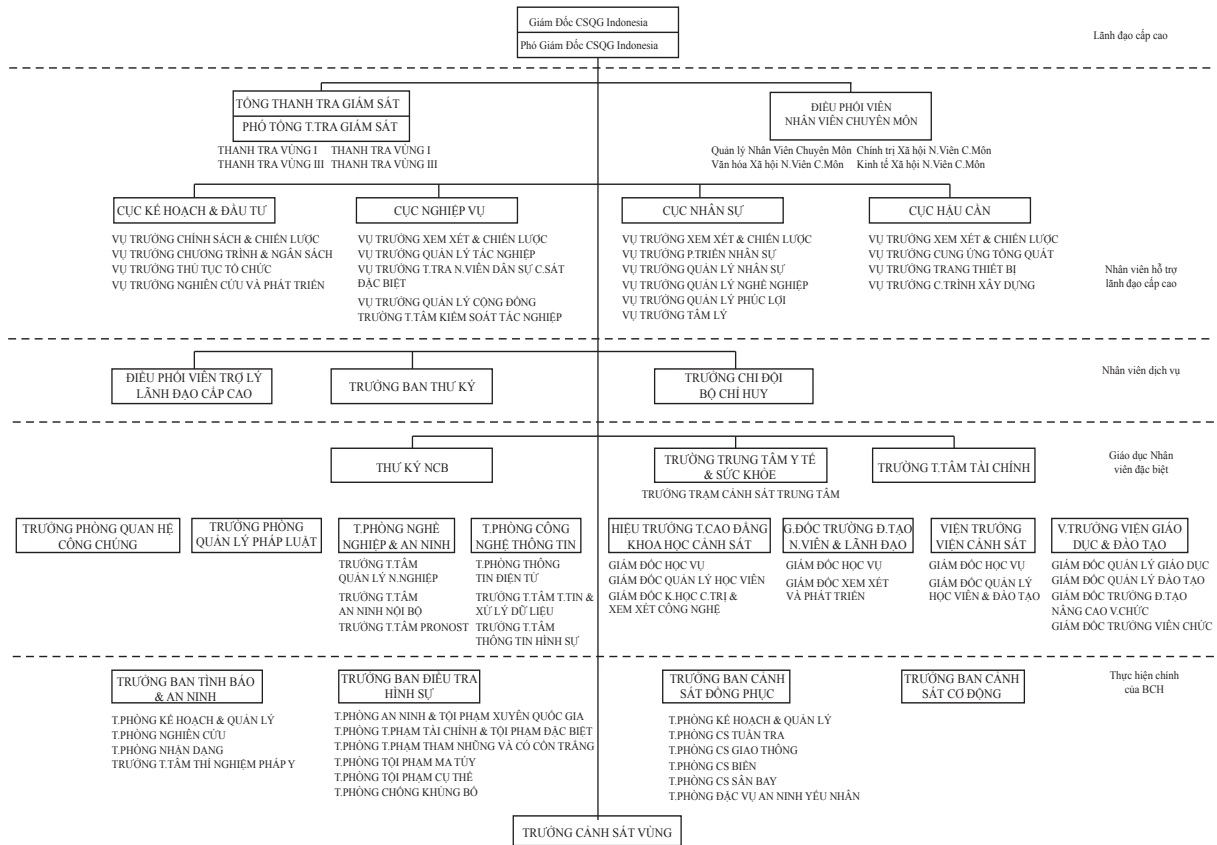 Giám Đốc CSQG Indonesia
Phó Giám Đốc CSQG Indonesia
Lãnh đạo cấp cao
TỔNG THANH TRA GIÁM SÁT
PHÓ TỔNG T.TRA GIÁM SÁT
THANH TRA VÙNG I THANH TRA VÙNG I
THANH TRA VÙNG III THANH TRA VÙNG III
ĐIỀU PHỐI VIÊN
NHÂN VIÊN CHUYÊN MÔN
Quản lý Nhân Viên Chuyên Môn Chính trị Xã hội N.Viên C.Môn
Văn hóa Xã hội N.Viên C.Môn Kinh tế Xã hội N.Viên C.Môn
CỤC KẾ HOẠCH & ĐẦU TƯ
VỤ TRƯỞNG CHÍNH SÁCH & CHIẾN LƯỢC
VỤ TRƯỞNG CHƯƠNG TRÌNH & NGÂN SÁCH
VỤ TRƯỞNG THỦ TỤC TỔ CHỨC
VỤ TRƯỞNG NGHIÊN CỨU VÀ PHÁT TRIỂN
CỤC NGHIỆP VỤ
VỤ TRƯỞNG XEM XÉT & CHIẾN LƯỢC
VỤ TRƯỞNG QUẢN LÝ TÁC NGHIỆP
VỤ TRƯỞNG T.TRA N.VIÊN DÂN SỰ C.SÁT
ĐẶC BIỆT
VỤ TRƯỞNG QUẢN LÝ CỘNG ĐỒNG
TRƯỞNG T.TÂM KIỂM SOÁT TÁC NGHIỆP
CỤC NHÂN SỰ
VỤ TRƯỞNG XEM XÉT & CHIẾN LƯỢC
VỤ TRƯỞNG P.TRIỂN NHÂN SỰ
VỤ TRƯỞNG QUẢN LÝ NHÂN SỰ
VỤ TRƯỞNG QUẢN LÝ NGHỀ NGHIỆP
VỤ TRƯỞNG QUẢN LÝ PHÚC LỢI
VỤ TRƯỞNG TÂM LÝ
CỤC HẬU CẦN
VỤ TRƯỞNG XEM XÉT & CHIẾN LƯỢC
VỤ TRƯỞNG CUNG ỨNG TỔNG QUÁT
VỤ TRƯỞNG TRANG THIẾT BỊ
VỤ TRƯỞNG C.TRÌNH XÂY DỰNG
Nhân viên hỗ trợ
lãnh đạo cấp cao
ĐIỀU PHỐI VIÊN TRỢ LÝ
LÃNH ĐẠO CẤP CAO
TRƯỞNG BAN THƯ KÝ
TRƯỞNG CHI ĐỘI
BỘ CHỈ HUY
Nhân viên dịch vụ
THƯ KÝ NCB
TRƯỞNG TRUNG TÂM Y TẾ
& SỨC KHỎE
TRƯỞNG TRẠM CẢNH SÁT TRUNG TÂM
TRƯỞNG T.TÂM TÀI CHÍNH
Giáo dục Nhân
viên đặc biệt
TRƯỞNG PHÒNG QUAN HỆ
CÔNG CHÚNG
TRƯỞNG PHÒNG
QUẢN LÝ PHÁP LUẬT
T.PHÒNG NGHỀ
NGHIỆP & AN NINH
TRƯỞNG T.TÂM
QUẢN LÝ N.NGHIỆP
TRƯỞNG T.TÂM
AN NINH NỘI BỘ
TRƯỞNG T.TÂM PRONOST
T.PHÒNG CÔNG
NGHỆ THÔNG TIN
T.PHÒNG THÔNG
TIN ĐIỆN TỬ
TRƯỞNG T.TÂM T.TIN &
XỬ LÝ DỮ LIỆU
TRƯỞNG T.TÂM
THÔNG TIN HÌNH SỰ
HIỆU TRƯỞNG T.CAO ĐẲNG
KHOA HỌC CẢNH SÁT
GIÁM ĐỐC HỌC VỤ
GIÁM ĐỐC QUẢN LÝ HỌC VIÊN
GIÁM ĐỐC K.HỌC C.TRỊ &
XEM XÉT CÔNG NGHỆ
G.ĐỐC TRƯỜNG Đ.TẠO
N.VIÊN & LÃNH ĐẠO
GIÁM ĐỐC HỌC VỤ
GIÁM ĐỐC XEM XÉT
VÀ PHÁT TRIỂN
VIỆN TRƯỞNG
VIỆN CẢNH SÁT
GIÁM ĐỐC HỌC VỤ
GIÁM ĐỐC QUẢN LÝ
HỌC VIÊN & ĐÀO TẠO
V.TRƯỞNG VIỆN GIÁO
DỤC & ĐÀO TẠO
GIÁM ĐỐC QUẢN LÝ GIÁO DỤC
GIÁM ĐỐC QUẢN LÝ ĐÀO TẠO
GIÁM ĐỐC TRƯỜNG Đ.TẠO
NÂNG CAO V.CHỨC
GIÁM ĐỐC TRƯỜNG VIÊN CHỨC
TRƯỞNG BAN TÌNH BÁO
& AN NINH
T.PHÒNG KẾ HOẠCH & QUẢN LÝ
T.PHÒNG NGHIÊN CỨU
T.PHÒNG NHẬN DẠNG
TRƯỞNG T.TÂM THÍ NGHIỆM PHÁP Y
TRƯỞNG BAN ĐIỀU TRA
HÌNH SỰ
T.PHÒNG AN NINH & TỘI PHẠM XUYÊN QUỐC GIA
T.PHÒNG T.PHẠM TÀI CHÍNH & TỘI PHẠM ĐẶC BIỆT
T.PHÒNG T.PHẠM THAM NHŨNG VÀ CÓ CỒN TRẮNG
T.PHÒNG TỘI PHẠM MA TÚY
T.PHÒNG TỘI PHẠM CỤ THỂ
T.PHÒNG CHỐNG KHỦNG BỐ
TRƯỞNG BAN CẢNH
SÁT ĐỒNG PHỤC
T.PHÒNG KẾ HOẠCH & QUẢN LÝ
T.PHÒNG CS TUẦN TRA
T.PHÒNG CS GIAO THÔNG
T.PHÒNG CS BIỂN
T.PHÒNG CS SÂN BAY
T.PHÒNG ĐẶC VỤ AN NINH YẾU NHÂN
TRƯỞNG BAN CẢNH
SÁT CƠ ĐỘNG
Thực hiện chính
của BCH
TRƯỞNG CẢNH SÁT VÙNG